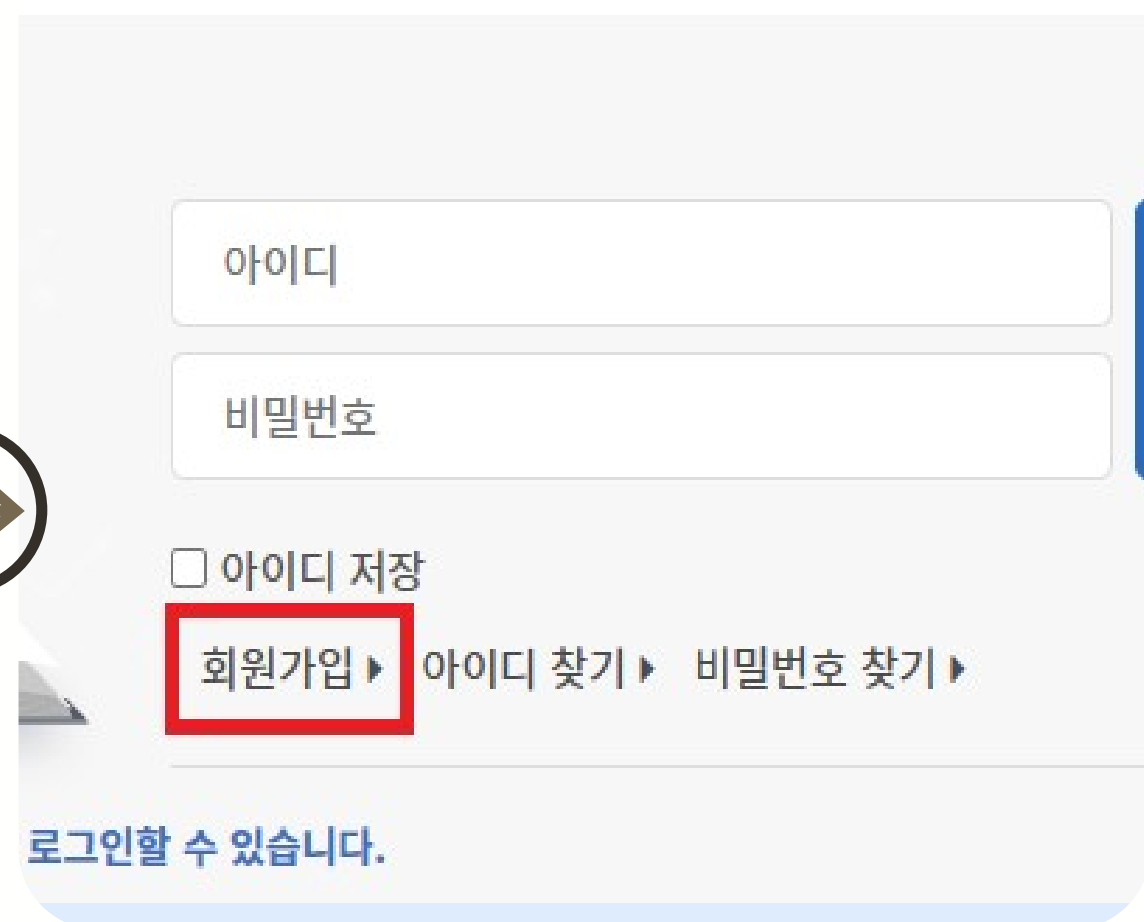 아이디
비밀번호
아이디 저장
회원가입 아이디 찾기 비밀번호 찾기
로그인할 수 있습니다.